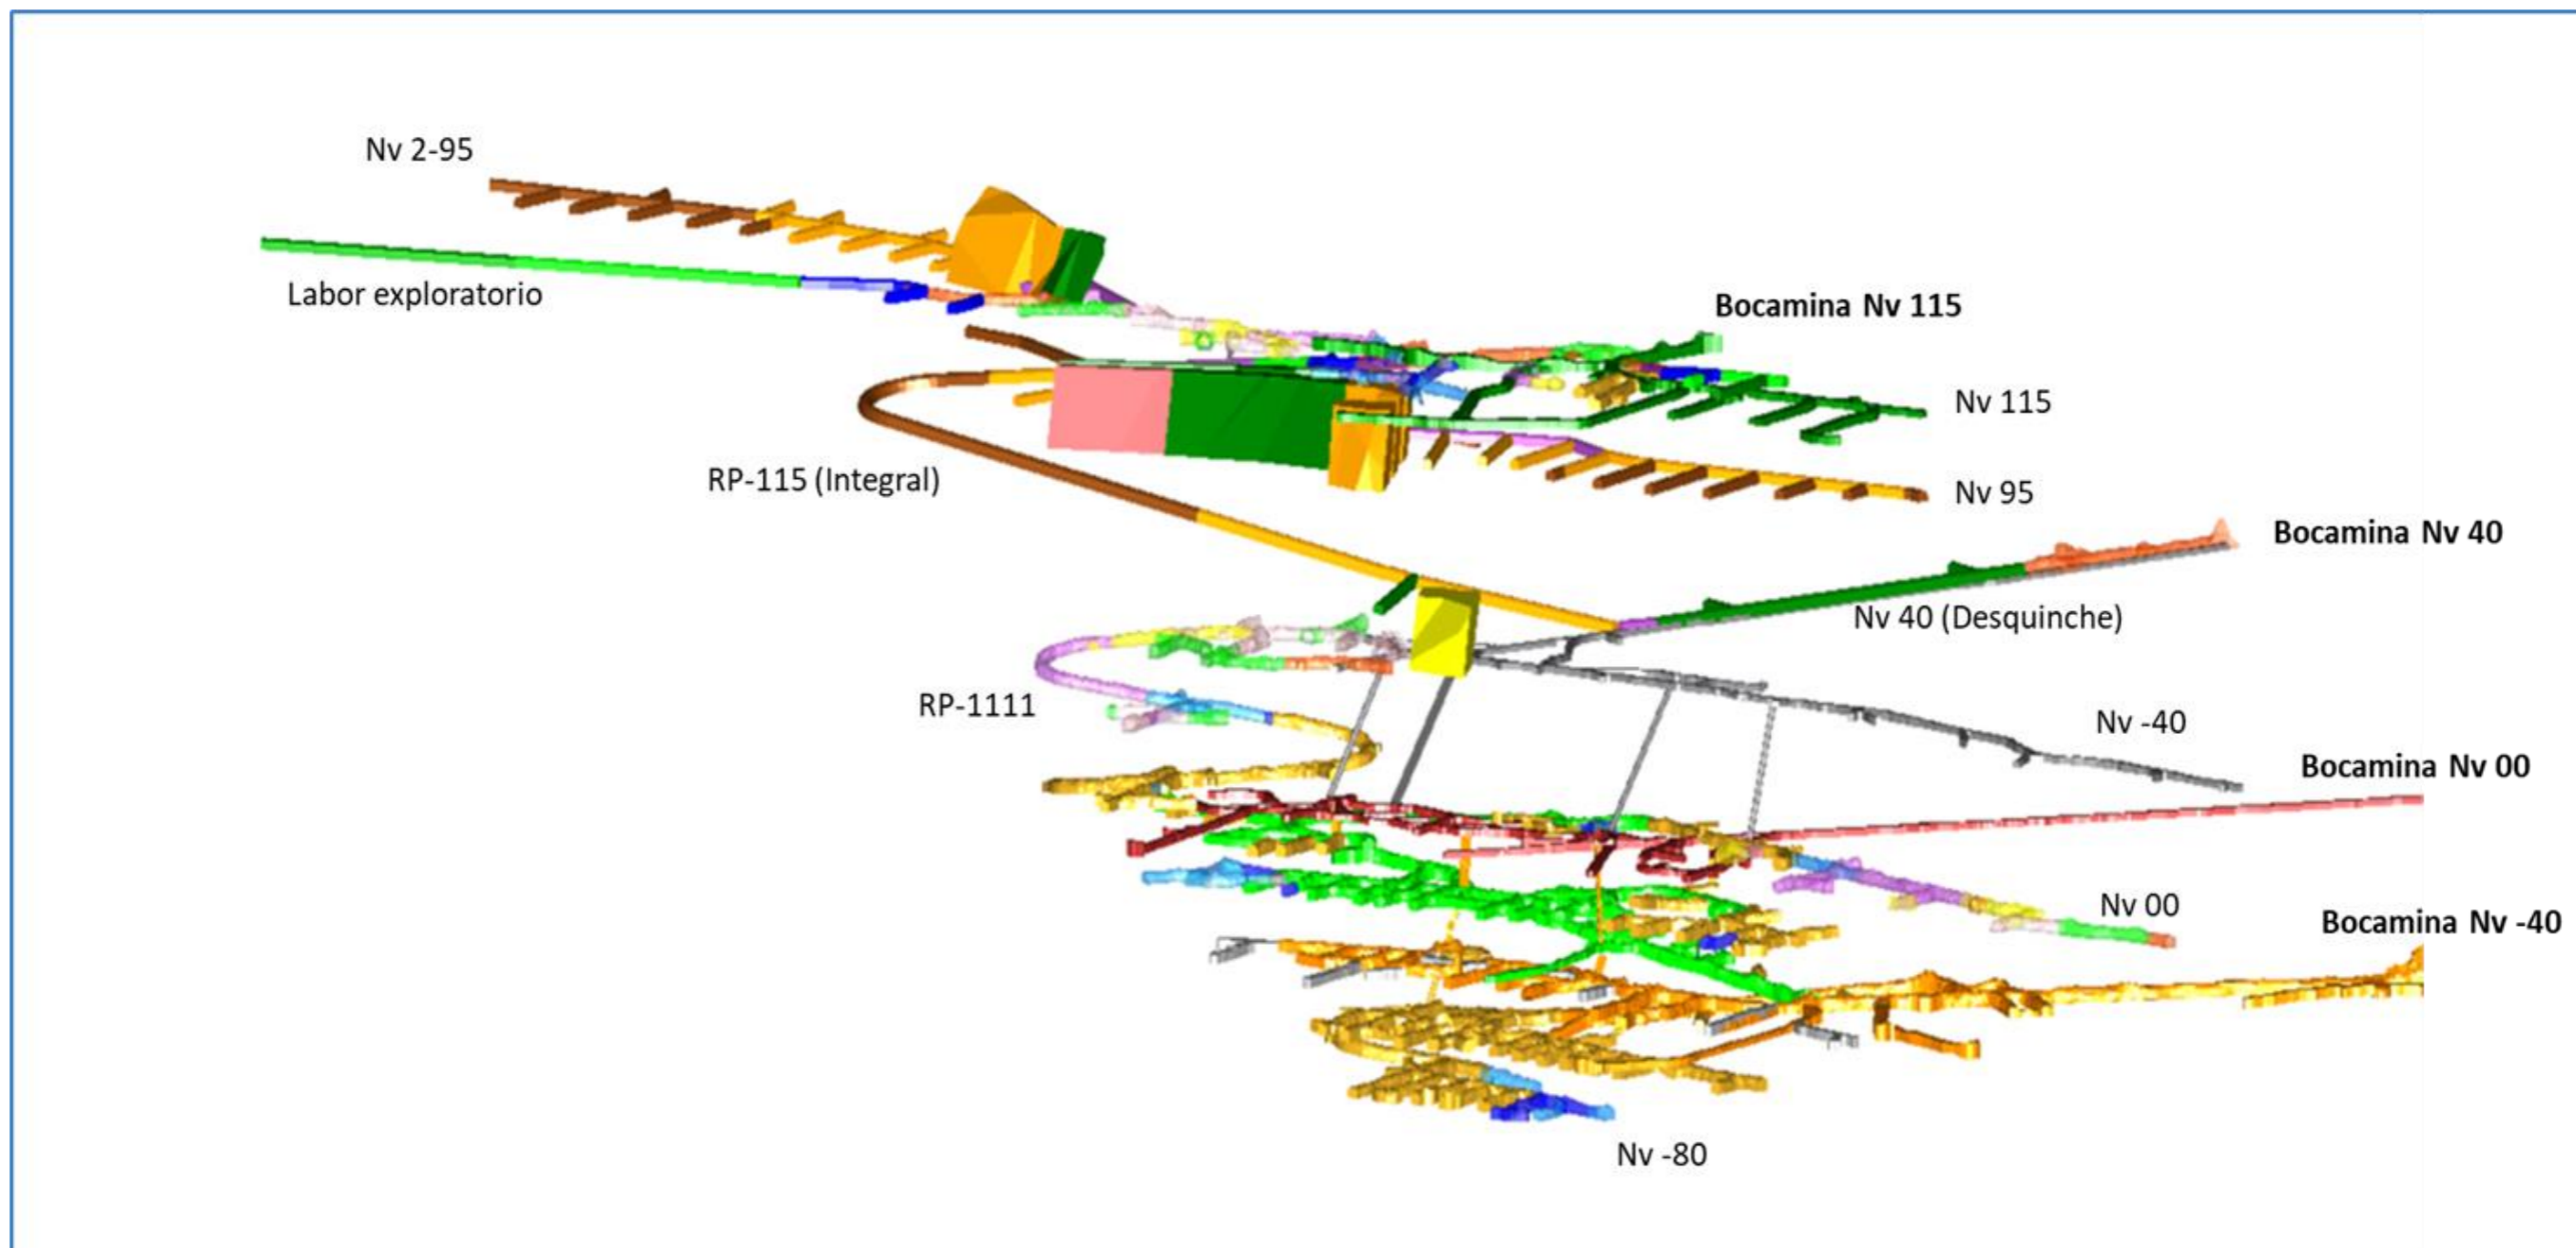 Nv 2-95
Labor exploratorio
Bocamina Nv 115
Nv 115
RP-115 (Integral)
Nv 95
Bocamina Nv 40
Nv 40 (Desquinche)
RP-1111
Nv -40
Bocamina Nv 00
Nv 00
Bocamina Nv -40
Nv -80